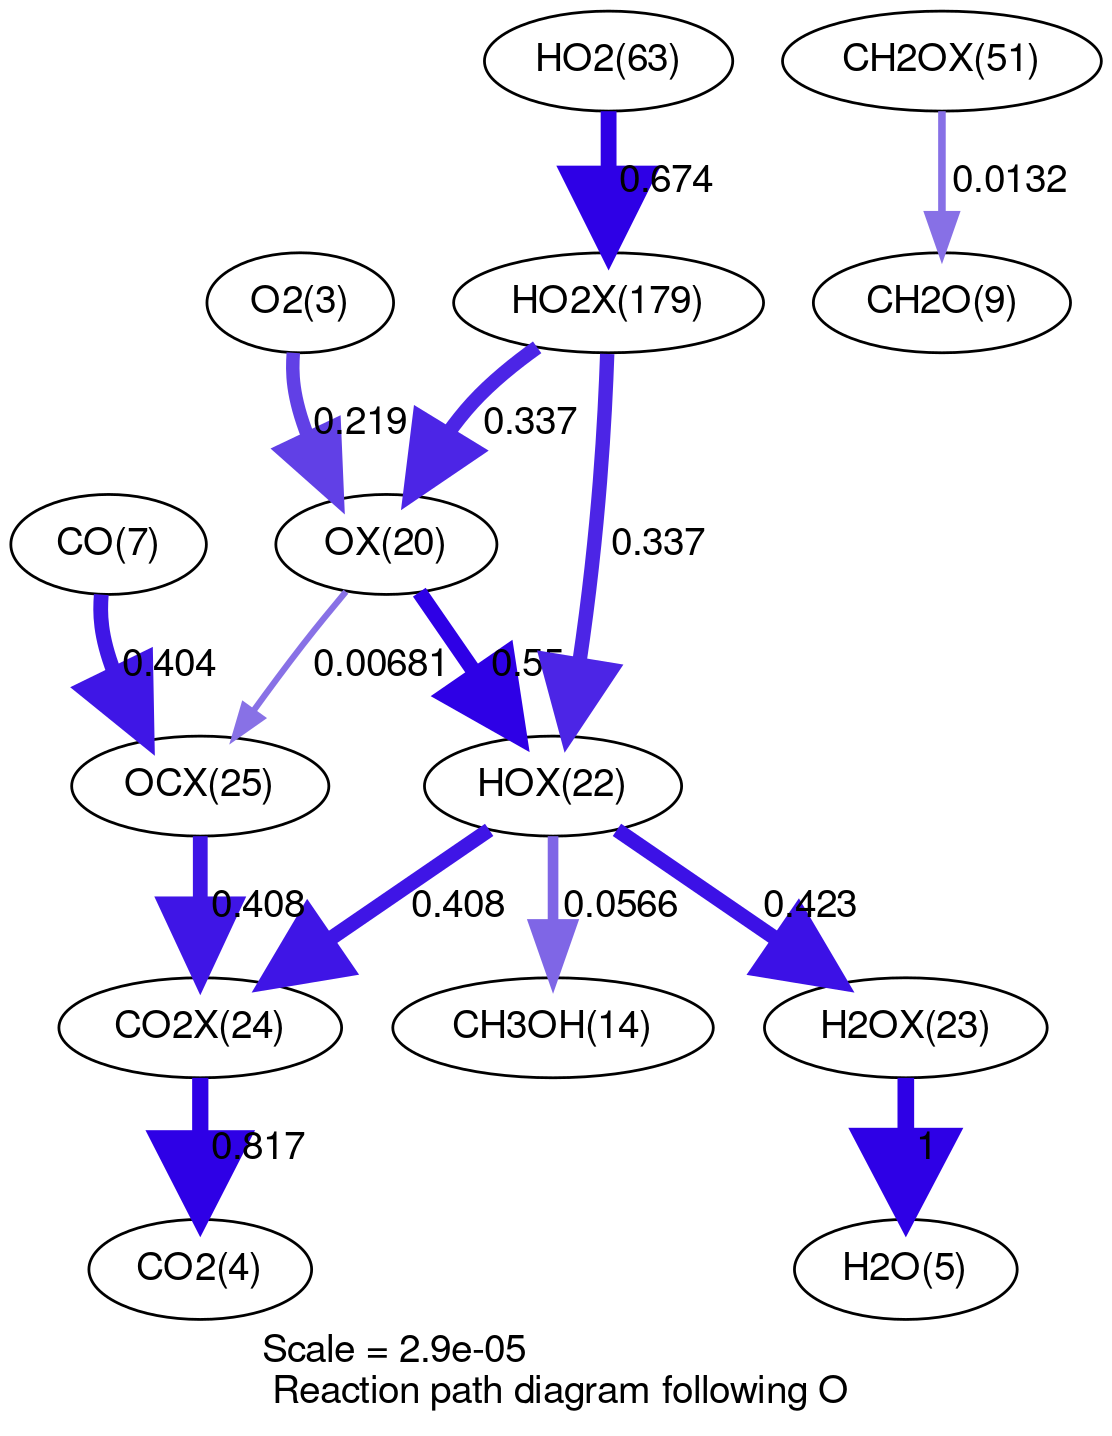 HO2(63)
CH2OX(51)
0.674
0.0132
O2(3)
HO2X(179)
CH2O(9)
0.219
0.337
CO(7)
OX(20)
0.337
0.404
0.00681
0.55
OCX(25)
HOX(22)
0.408
0.408
0.0566
0.423
CO2X(24)
CH3OH(14)
H2OX(23)
0.817
1
CO2(4)
H2O(5)
Scale = 2.9e-05
Reaction path diagram following O